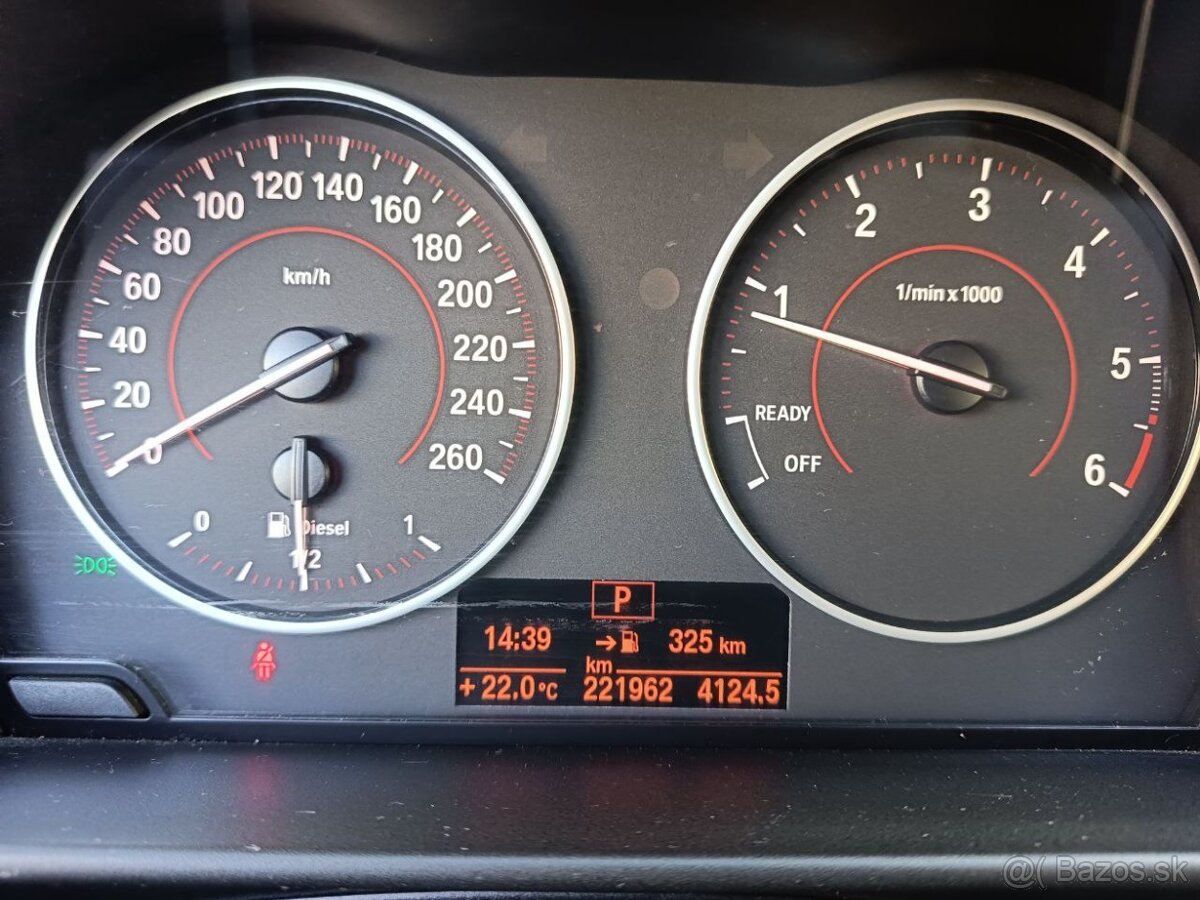 0 20 40 60 80 100 120 140 160 180 200 220 240 260
km/h
0 1/2 1
Diesel
1 2 3 4 5 6
1/min x 1000
READY
OFF
P
14:39 325 km
km
+22.0°C 221962 4124.5
@( Bazos.sk